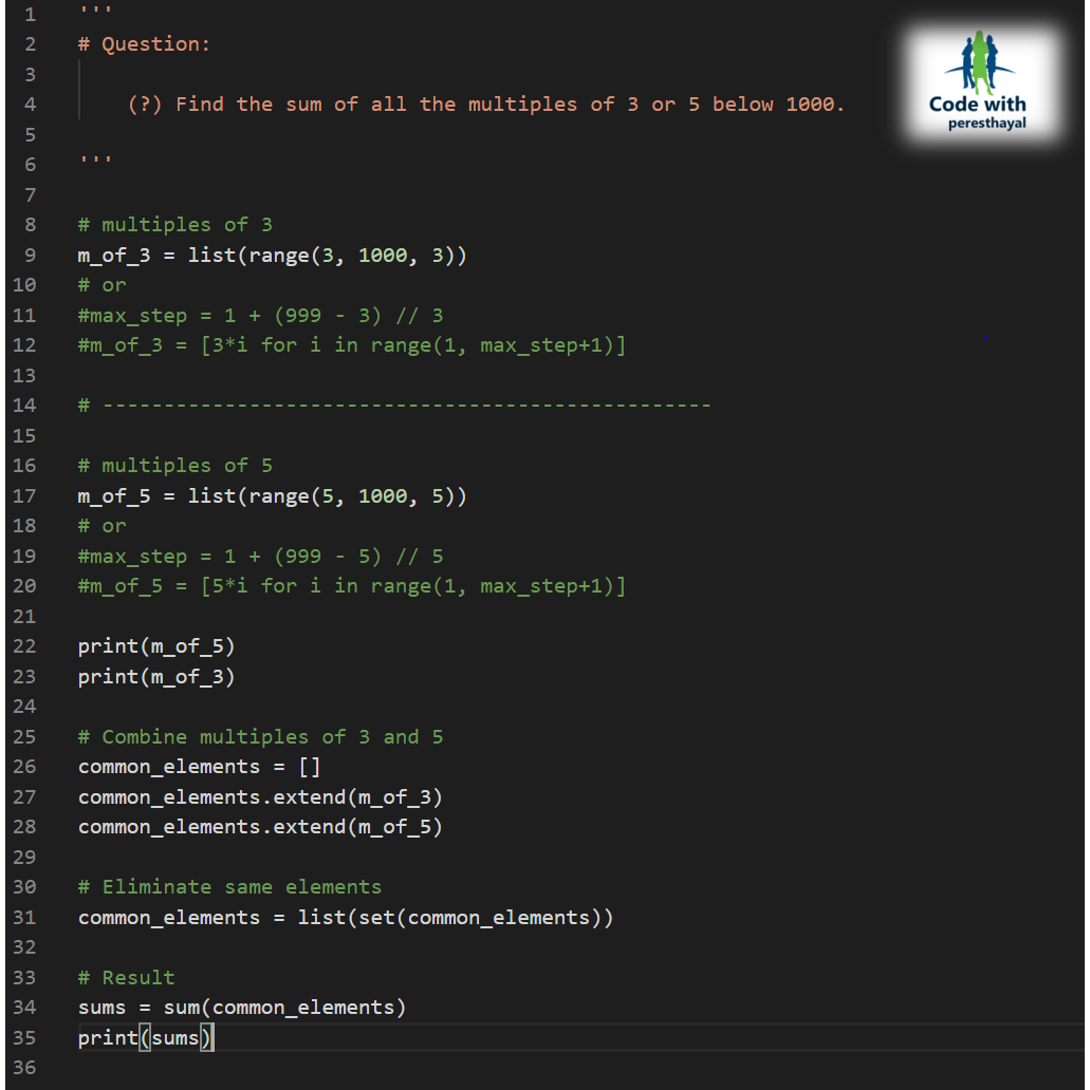 1 '''
2 # Question:
3
4 (?) Find the sum of all the multiples of 3 or 5 below 1000.
5
6 '''
7
8 # multiples of 3
9 m_of_3 = list(range(3, 1000, 3))
10 # or
11 #max_step = 1 + (999 - 3) // 3
12 #m_of_3 = [3*i for i in range(1, max_step+1)]
13
14 # --------------------------------------------------
15
16 # multiples of 5
17 m_of_5 = list(range(5, 1000, 5))
18 # or
19 #max_step = 1 + (999 - 5) // 5
20 #m_of_5 = [5*i for i in range(1, max_step+1)]
21
22 print(m_of_5)
23 print(m_of_3)
24
25 # Combine multiples of 3 and 5
26 common_elements = []
27 common_elements.extend(m_of_3)
28 common_elements.extend(m_of_5)
29
30 # Eliminate same elements
31 common_elements = list(set(common_elements))
32
33 # Result
34 sums = sum(common_elements)
35 print(sums)
36
Code with
peresthayal